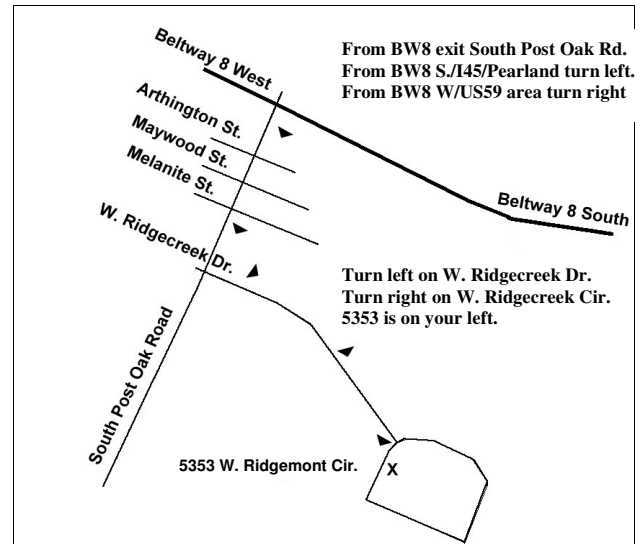 Beltway 8 West
From BW8 exit South Post Oak Rd.
From BW8 S./I45/Pearland turn left.
From BW8 W/US59 area turn right
Arthington St.
Maywood St.
Melanite St.
Beltway 8 South
W. Ridgecreek Dr.
Turn left on W. Ridgecreek Dr.
Turn right on W. Ridgecreek Cir.
5353 is on your left.
South Post Oak Road
5353 W. Ridgemont Cir.
X